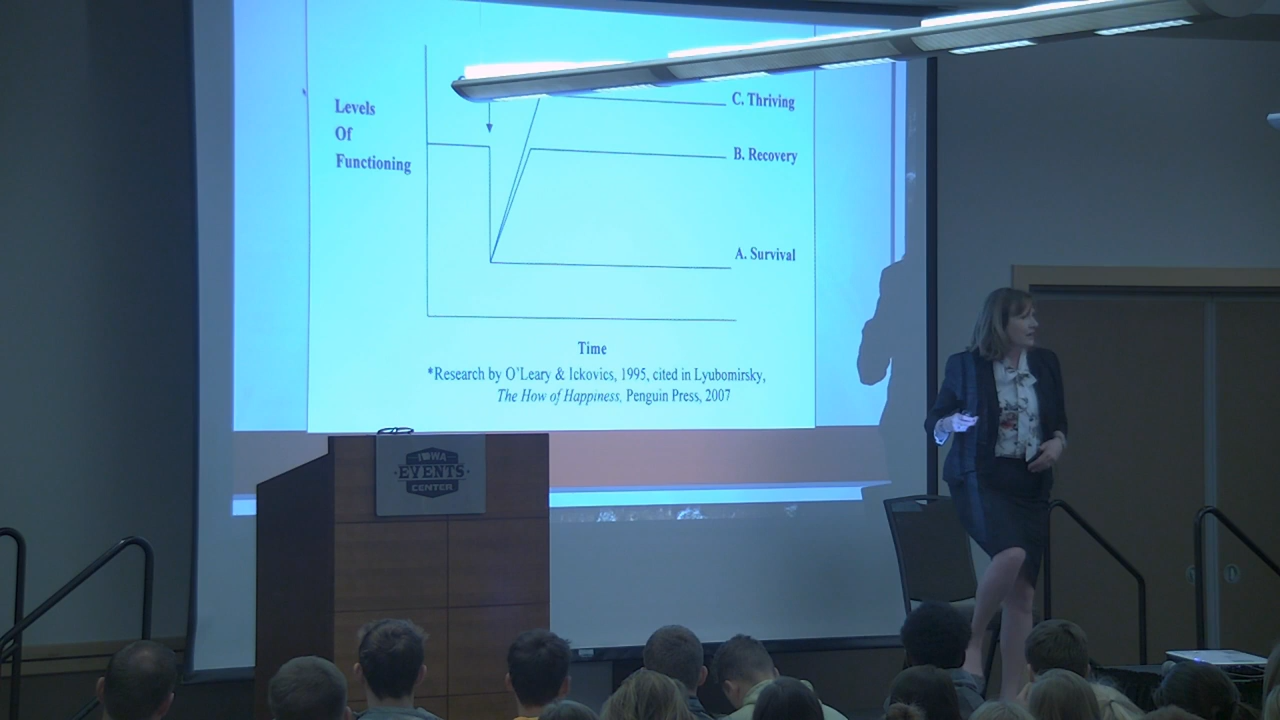 Levels
Of
Functioning
C. Thriving
B. Recovery
A. Survival
Time
*Research by O'Leary & Ickovics, 1995, cited in Lyubomirsky,
The How of Happiness, Penguin Press, 2007
IOWA
EVENTS
CENTER